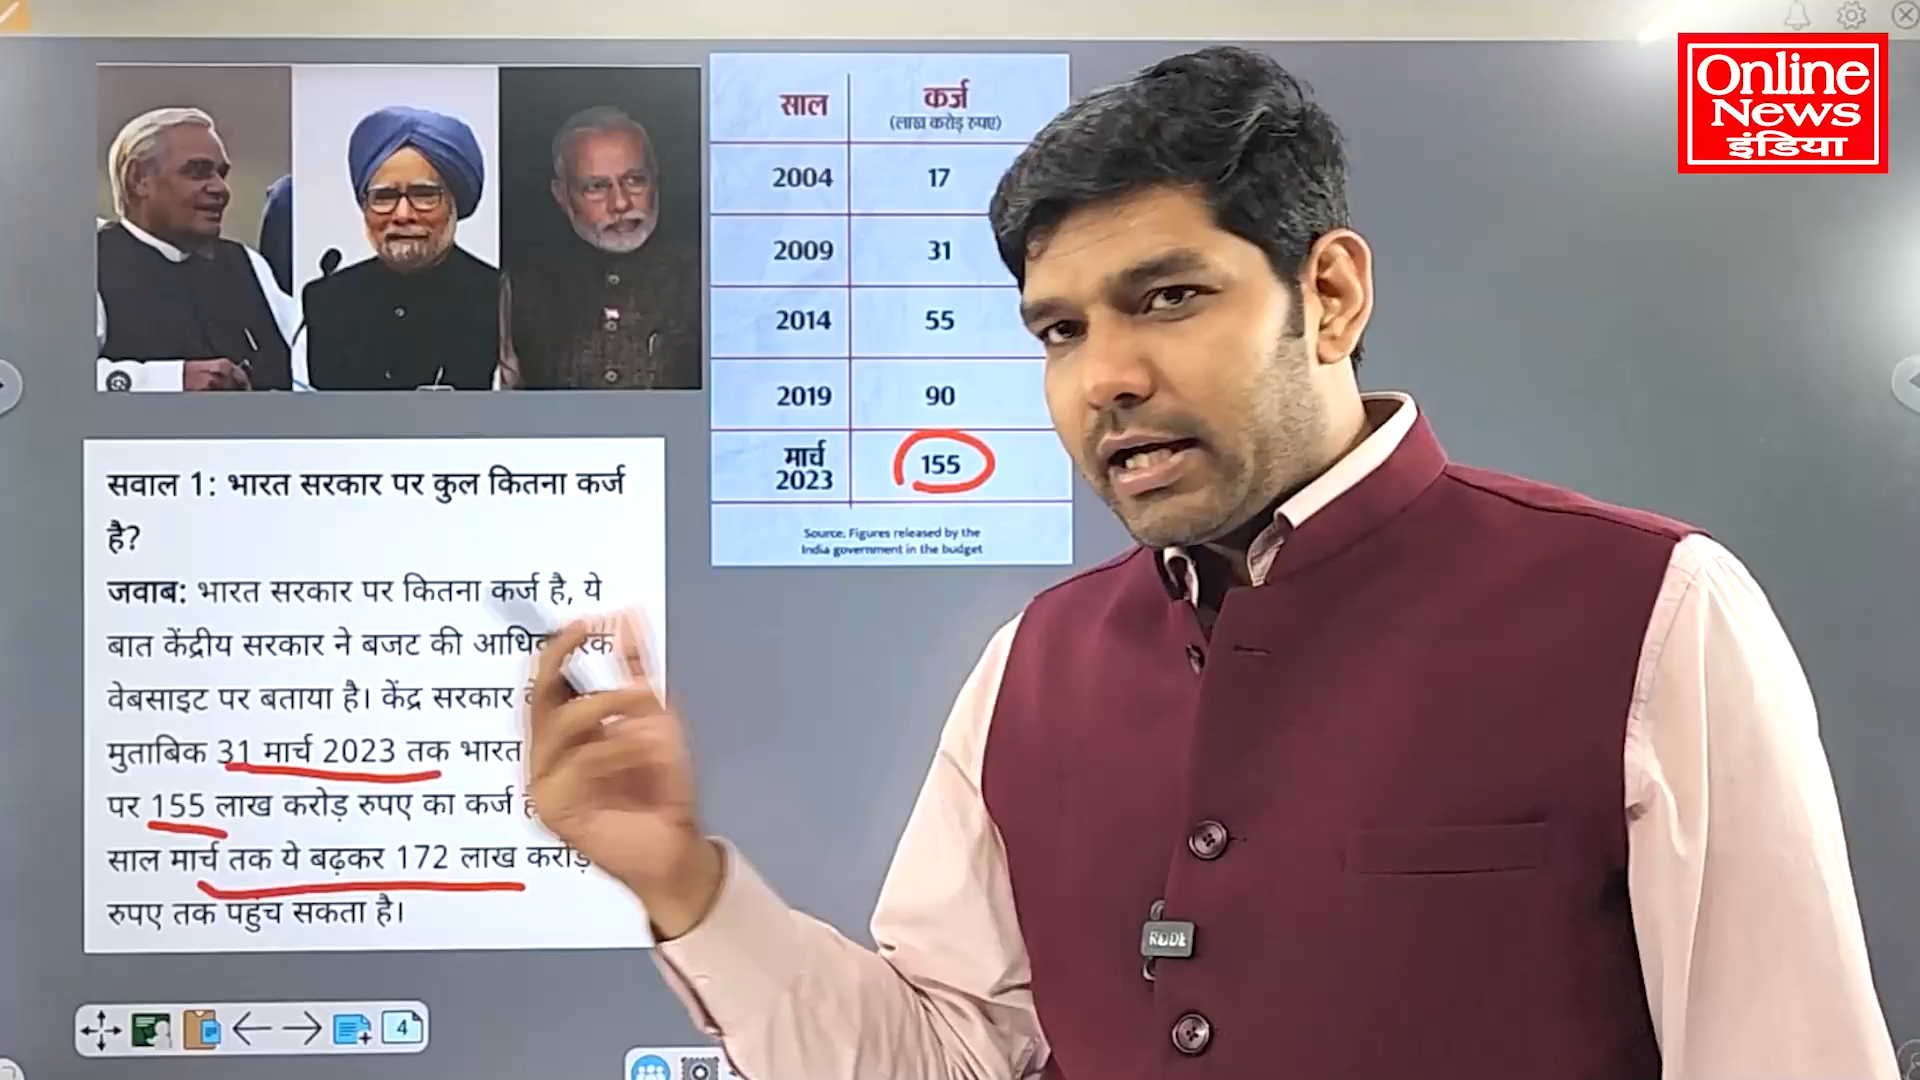 Online
News
इंडिया
साल कर्ज
(लाख करोड़ रुपए)
2004 17
2009 31
2014 55
2019 90
मार्च
2023 155
Source. Figures released by the
India government in the budget
सवाल 1: भारत सरकार पर कुल कितना कर्ज
है?
जवाब: भारत सरकार पर कितना कर्ज है, ये
बात केंद्रीय सरकार ने बजट की
वेबसाइट पर बताया है। केंद्र सरकार
मुताबिक 31 मार्च 2023 तक भारत
पर 155 लाख करोड़ रुपए का कर्ज
साल मार्च तक ये बढ़कर 172 लाख करोड़
रुपए तक पहुंच सकता है।
RODE
4